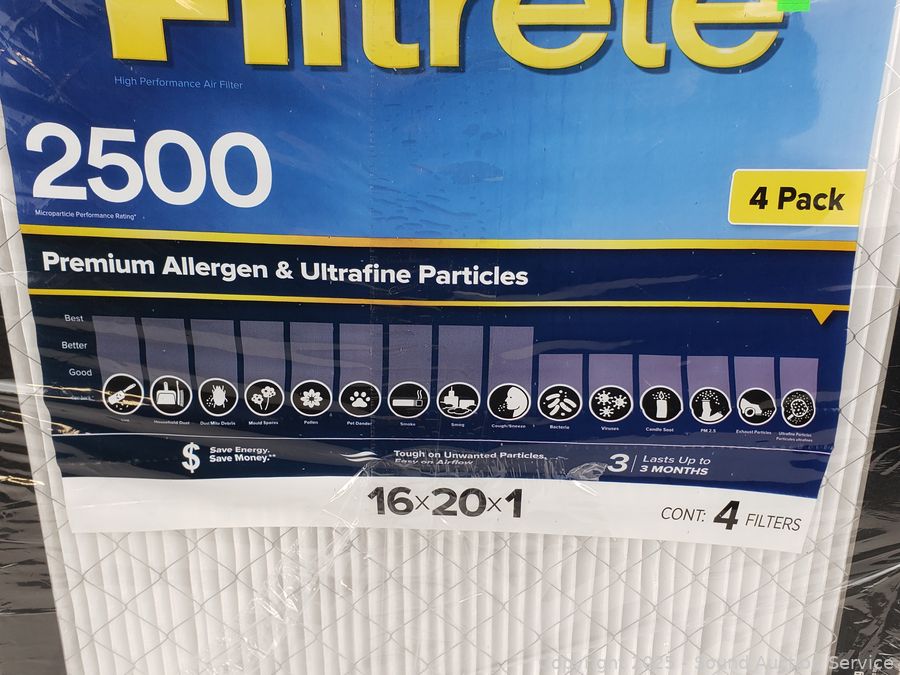 Filtrete
High Performance Air Filter
2500
Microparticle Performance Rating*
4 Pack
Premium Allergen & Ultrafine Particles
Best
Better
Good
Lint
Household Dust
Dust Mite Debris
Mould Spores
Pollen
Pet Dander
Smoke
Smog
Cough/Sneeze
Bacteria
Viruses
Candle Soot
PM 2.5
Exhaust Particles
Ultrafine Particles
Particules ultrafines
Save Energy.
Save Money.**
Tough on Unwanted Particles,
Easy on Airflow
3 Lasts Up to
3 MONTHS
16x20x1
CONT: 4 FILTERS
Copyright 2025 - Sound Auction Service